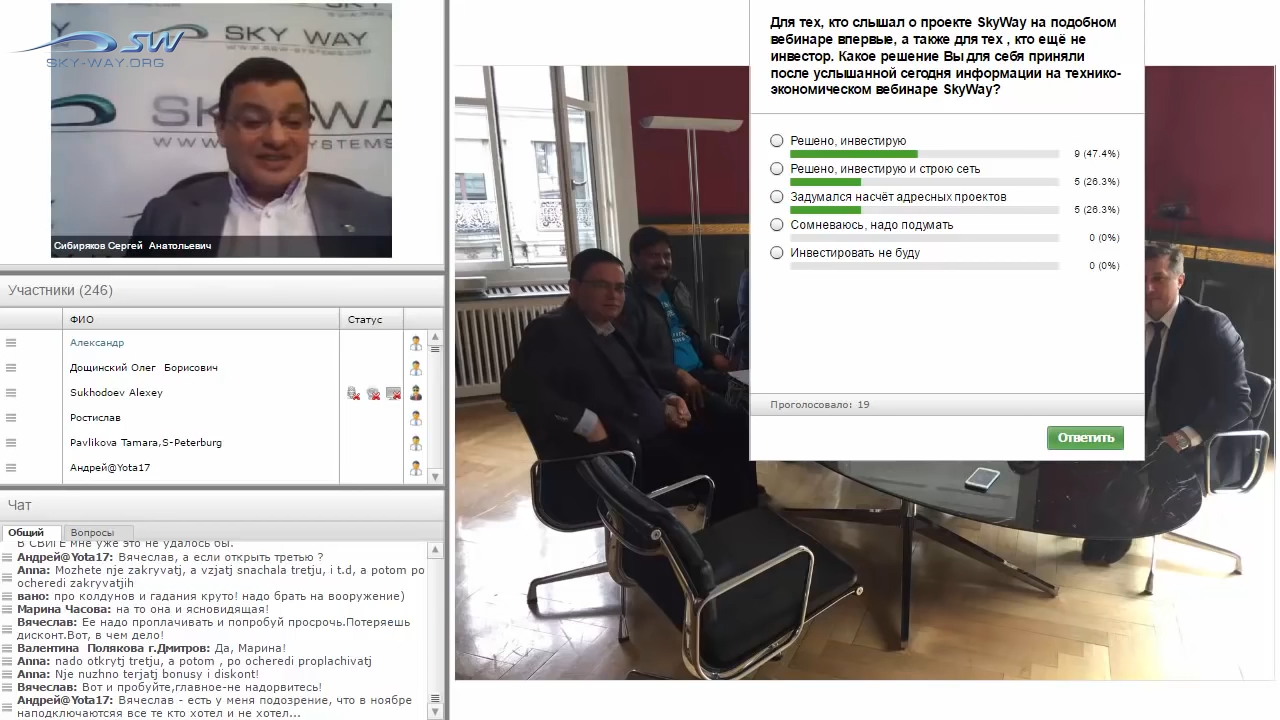 SKY WAY
SW
SKY-WAY.ORG
SKY WAY
Сибиряков Сергей Анатольевич
Участники (246)
ФИО
Статус
Александр
Дощинский Олег Борисович
Sukhodoev Alexey
Ростислав
Pavlikova Tamara,S-Peterburg
Андрей@Yota17
Чат
Общий
Вопросы
В СВИГЕ мне уже это не удалось бы.
Андрей@Yota17: Вячеслав, а если открыть третью ?
Anna: Mozhete nje zakryvatj, a vzjatj snachala tretju, i t.d, a potom po
ocheredi zakryvatjih
вано: про колдунов и гадания круто! надо брать на вооружение)
Марина Часова: на то она и ясновидящая!
Вячеслав: Ее надо проплачивать и попробуй просрочь.Потеряешь
дисконт.Вот, в чем дело!
Валентина Полякова г.Дмитров: Да, Марина!
Anna: nado otkrytj tretju, a potom , po ocheredi proplachivatj
Anna: Nje nuzhno terjatj banusy i diskont!
Вячеслав: Вот и пробуйте,главное-не надорвитесь!
Андрей@Yota17: Вячеслав - есть у меня подозрение, что в ноябре
наподключаютсяя все те кто хотел и не хотел...
Для тех, кто слышал о проекте SkyWay на подобном
вебинаре впервые, а также для тех , кто ещё не
инвестор. Какое решение Вы для себя приняли
после услышанной сегодня информации на технико-
экономическом вебинаре SkyWay?
Решено, инвестирую
9 (47.4%)
Решено, инвестирую и строю сеть
5 (26.3%)
Задумался насчёт адресных проектов
5 (26.3%)
Сомневаюсь, надо подумать
0 (0%)
Инвестировать не буду
0 (0%)
Проголосовало: 19
Ответить